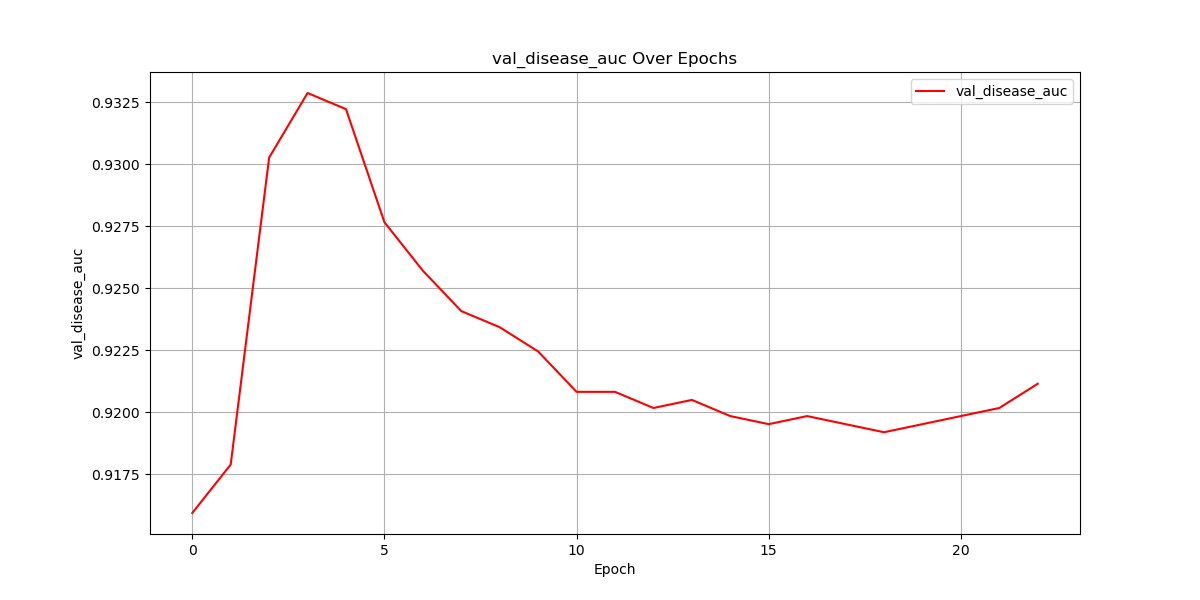 val_disease_auc Over Epochs
val_disease_auc
0.9325
0.9300
0.9275
0.9250
0.9225
0.9200
0.9175
val_disease_auc
0 5 10 15 20
Epoch